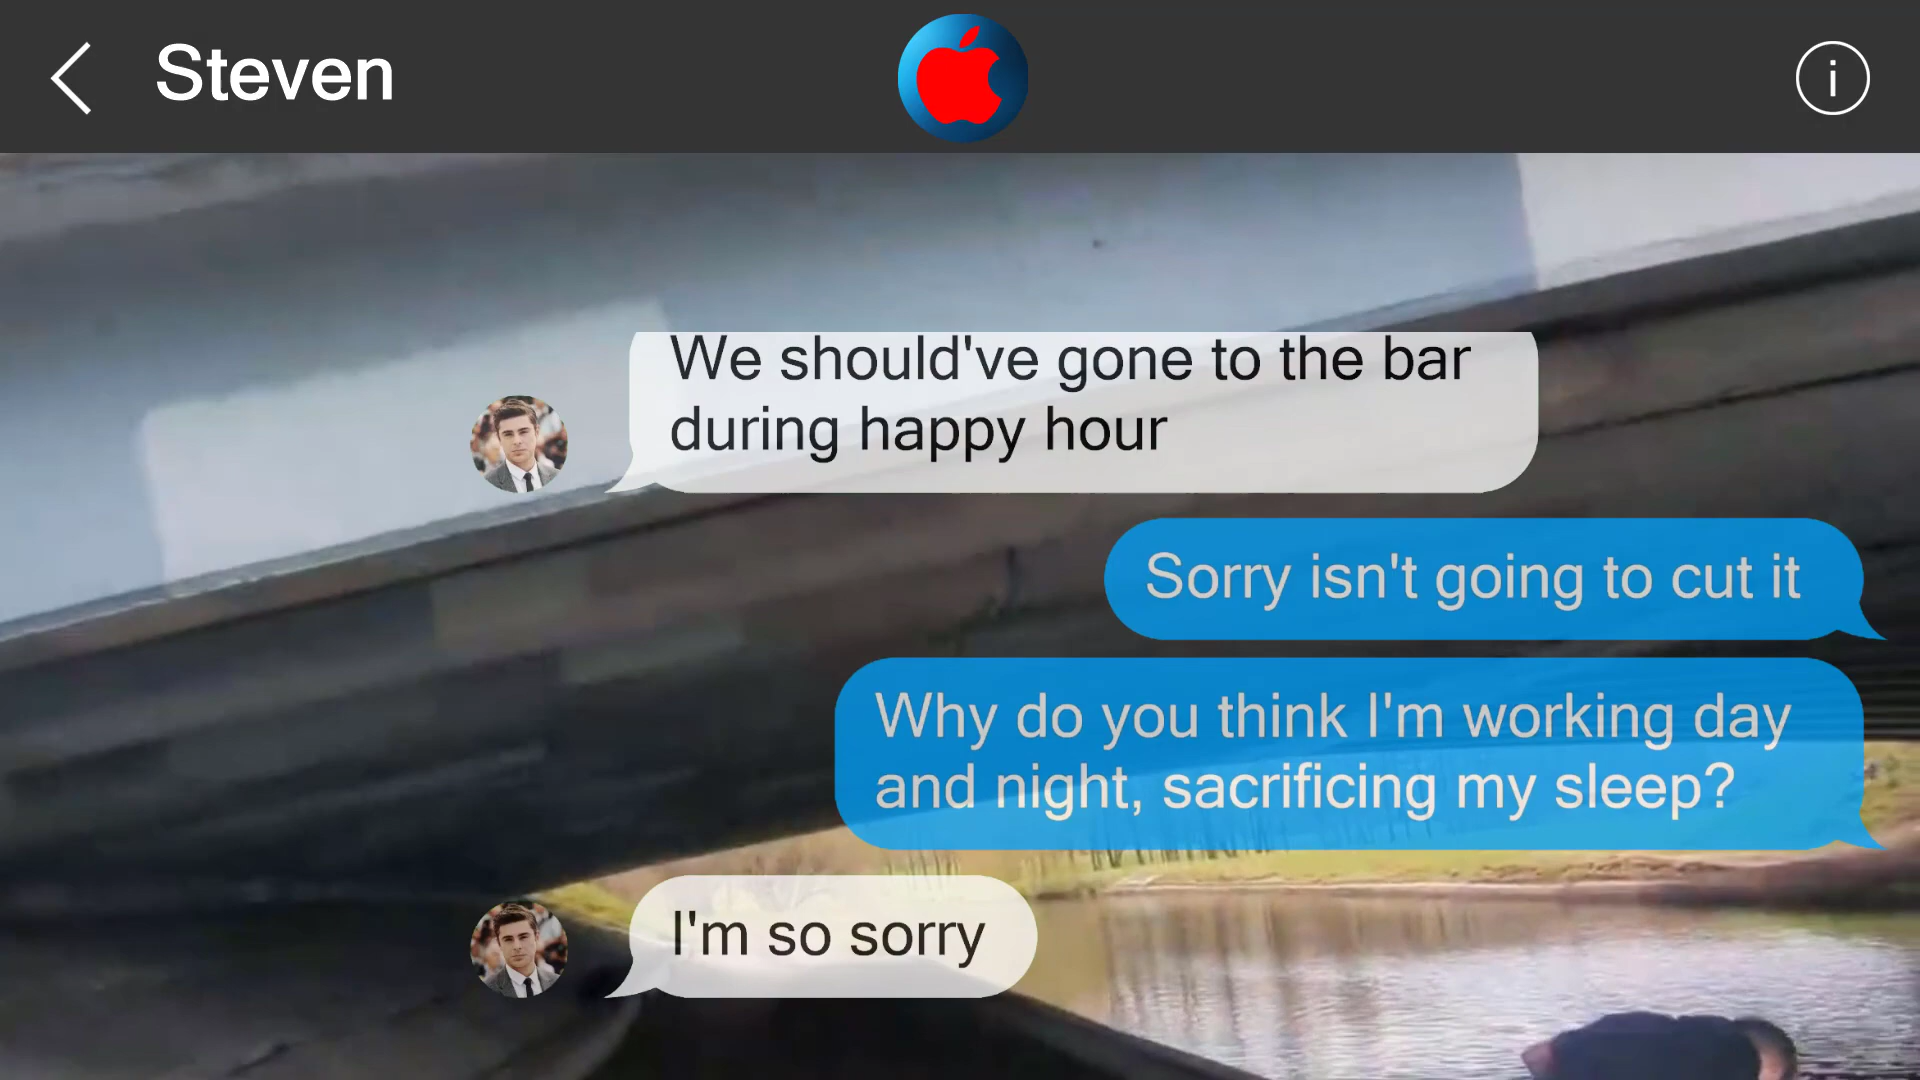 Steven
i
We should've gone to the bar
during happy hour
Sorry isn't going to cut it
Why do you think I'm working day
and night, sacrificing my sleep?
I'm so sorry